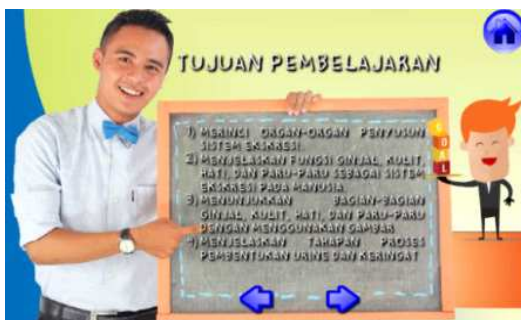 TUJUAN PEMBELAJARAN
1) MERINCI ORGAN-ORGAN PENYUSUN
SISTEM EKSKRESI.
2) MENJELASKAN FUNGSI GINJAL, KULIT,
HATI, DAN PARU-PARU SEBAGAI SISTEM
EKSKRESI PADA MANUSIA.
3) MENUNJUKKAN BAGIAN-BAGIAN
GINJAL, KULIT, HATI, DAN PARU-PARU
DENGAN MENGGUNAKAN GAMBAR
4) MENJELASKAN TAHAPAN PROSES
PEMBENTUKAN URINE DAN KERINGAT
GOAL